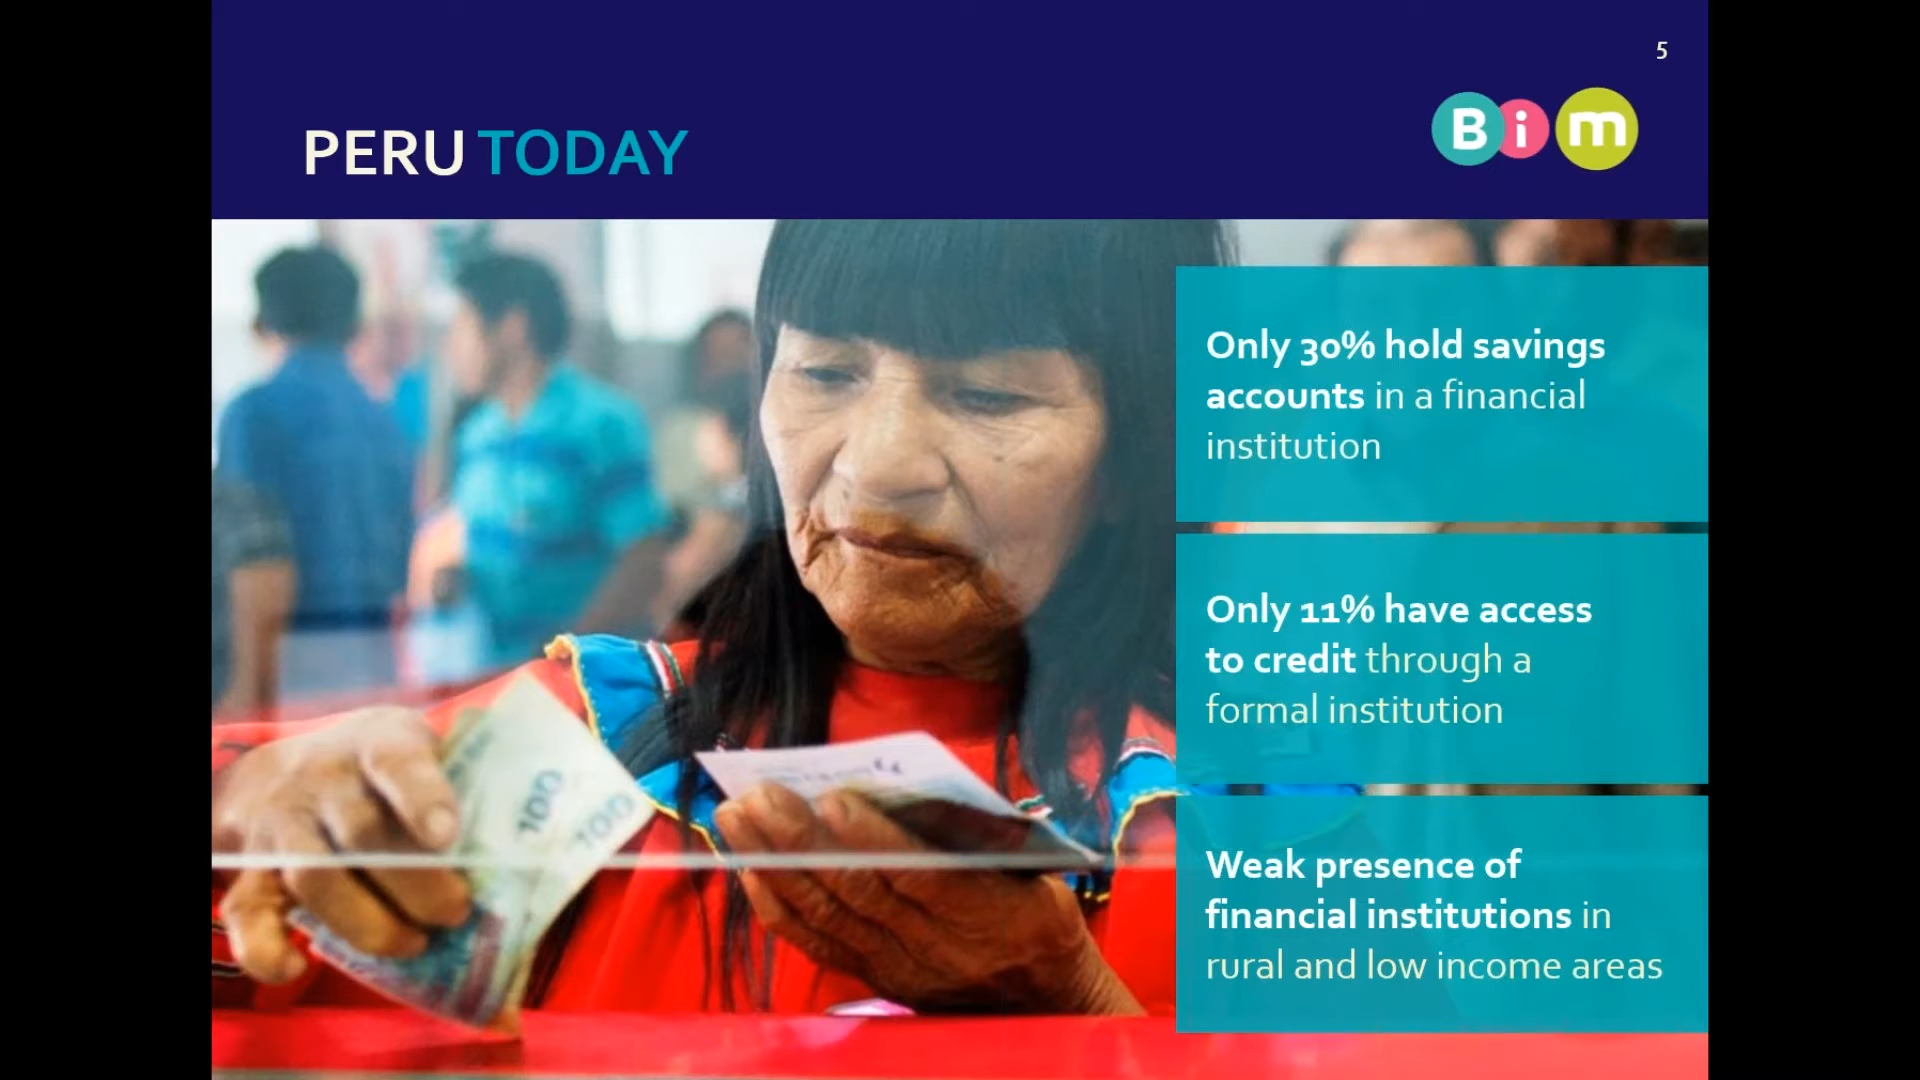 5
PERU TODAY
Bim
Only 30% hold savings
accounts in a financial
institution
Only 11% have access
to credit through a
formal institution
Weak presence of
financial institutions in
rural and low income areas
100
100